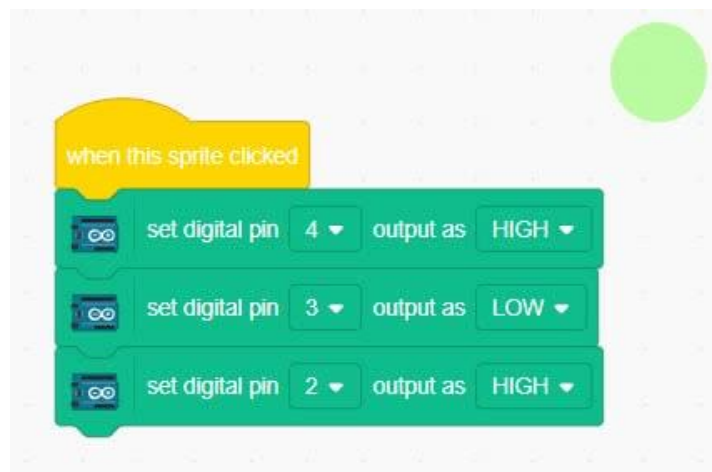 when this sprite clicked
set digital pin 4 output as HIGH
set digital pin 3 output as LOW
set digital pin 2 output as HIGH